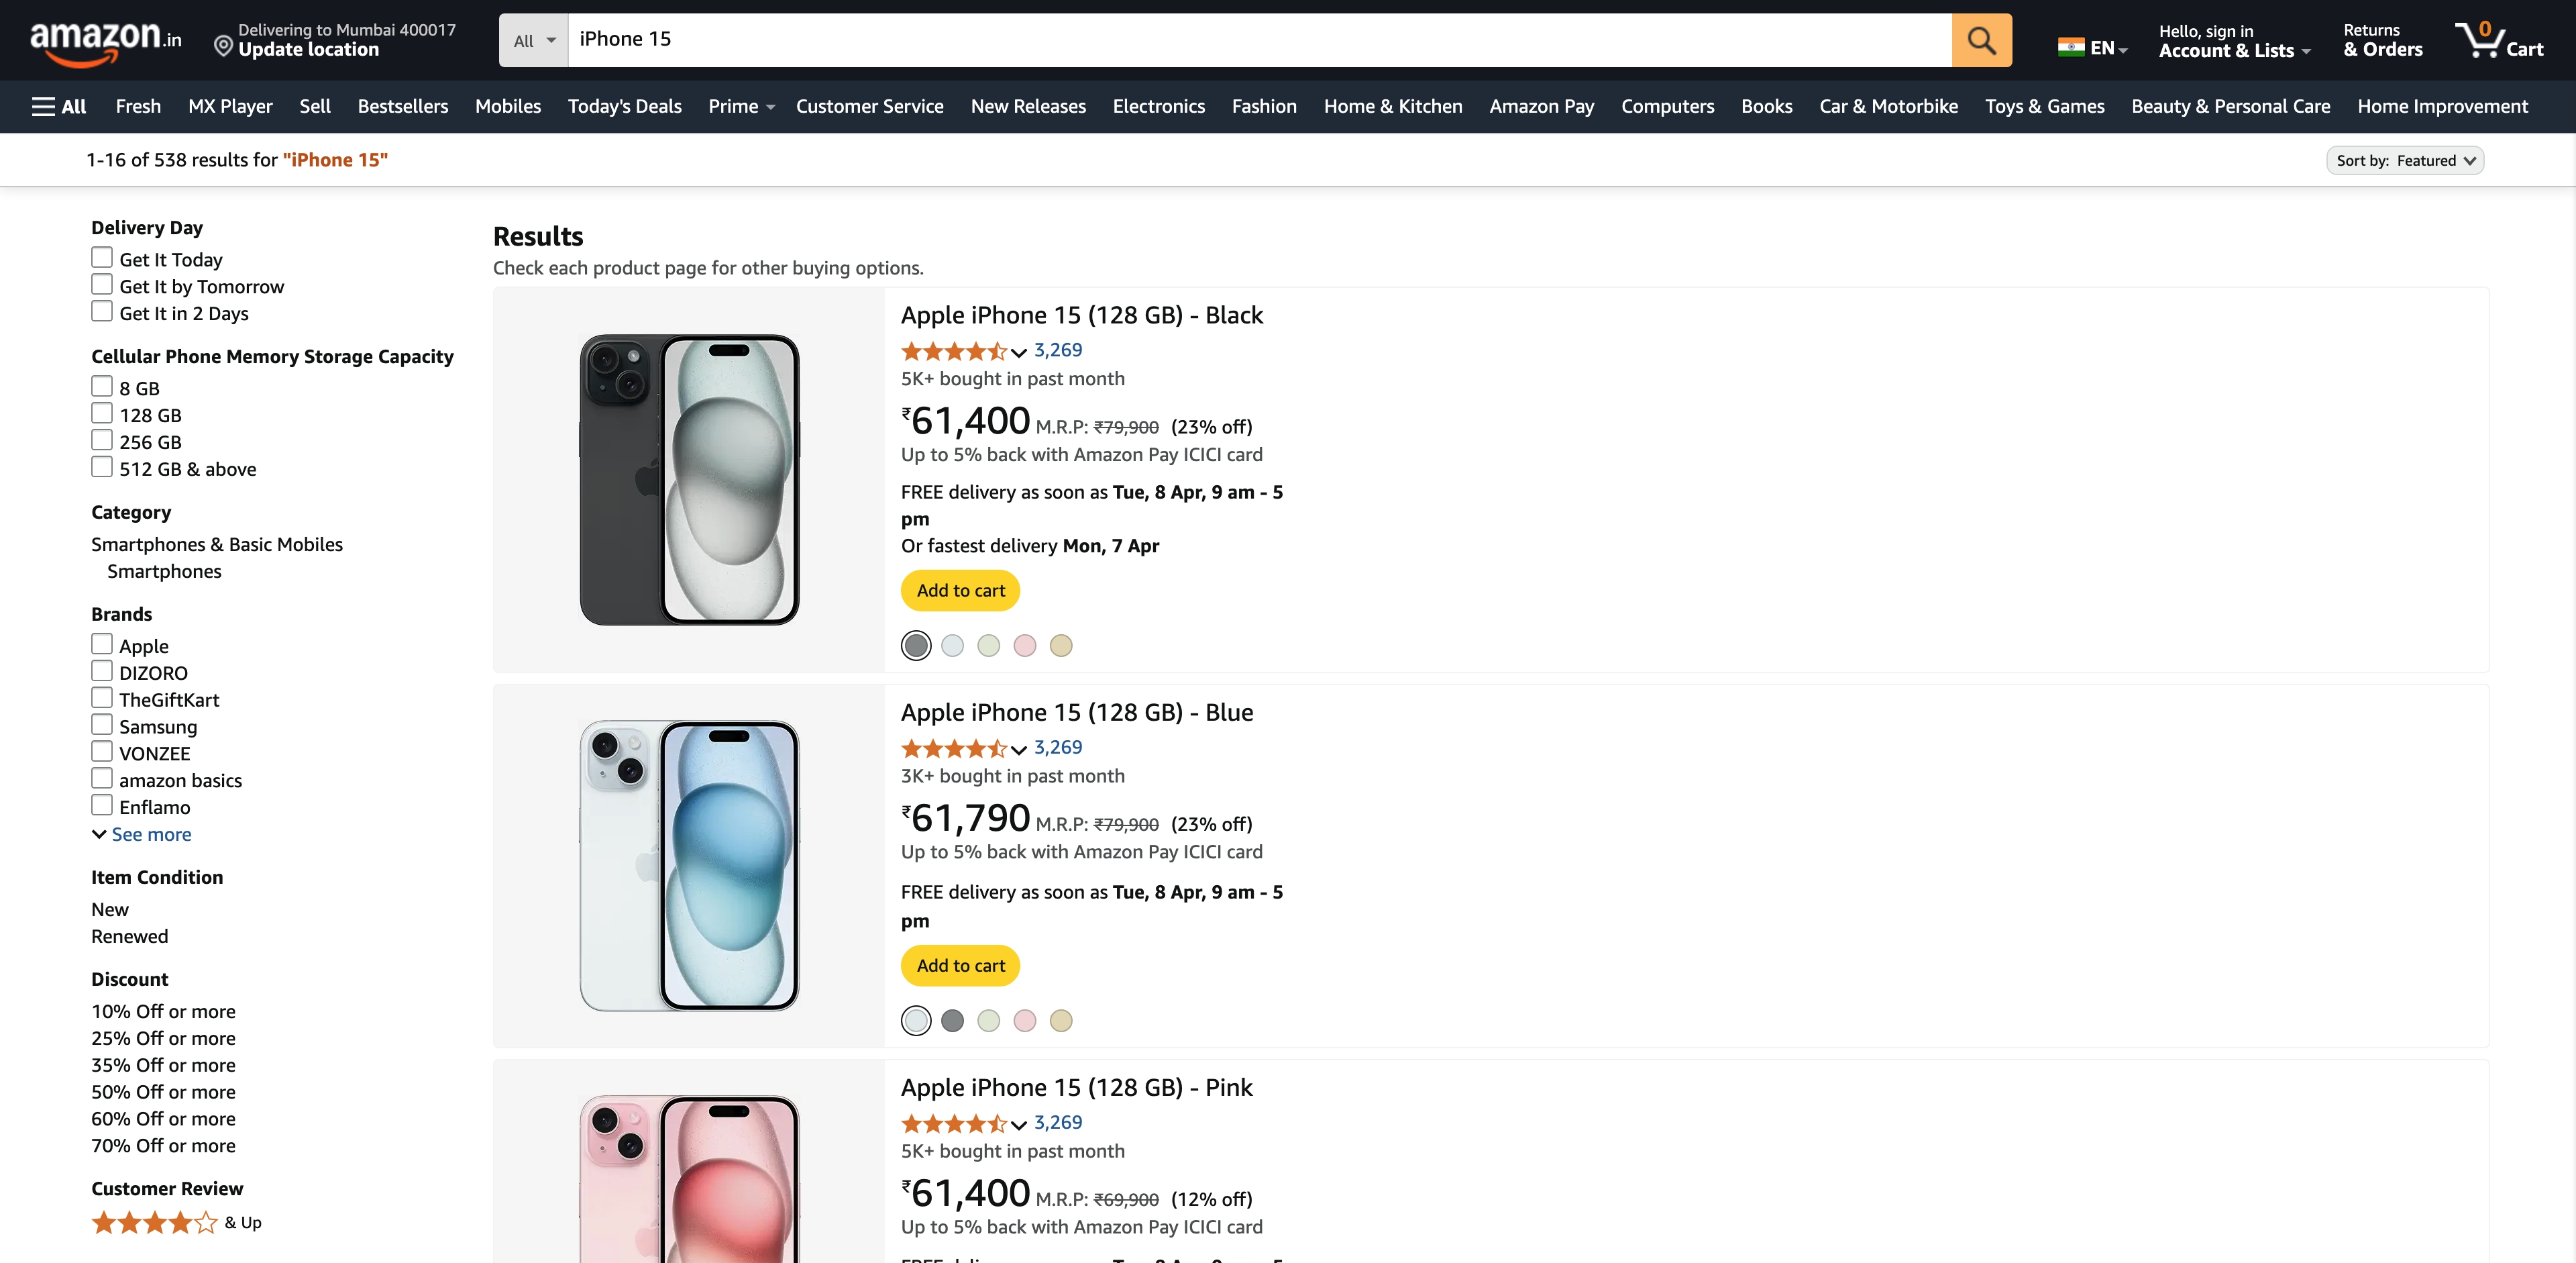 amazon.in
Delivering to Mumbai 400017
Update location
All
iPhone 15
EN
Hello, sign in
Account & Lists
Returns
& Orders
0
Cart
All
Fresh
MX Player
Sell
Bestsellers
Mobiles
Today's Deals
Prime
Customer Service
New Releases
Electronics
Fashion
Home & Kitchen
Amazon Pay
Computers
Books
Car & Motorbike
Toys & Games
Beauty & Personal Care
Home Improvement
1-16 of 538 results for "iPhone 15"
Sort by: Featured
Delivery Day
Get It Today
Get It by Tomorrow
Get It in 2 Days
Cellular Phone Memory Storage Capacity
8 GB
128 GB
256 GB
512 GB & above
Category
Smartphones & Basic Mobiles
Smartphones
Brands
Apple
DIZORO
TheGiftKart
Samsung
VONZEE
amazon basics
Enflamo
See more
Item Condition
New
Renewed
Discount
10% Off or more
25% Off or more
35% Off or more
50% Off or more
60% Off or more
70% Off or more
Customer Review
& Up
Results
Check each product page for other buying options.
Apple iPhone 15 (128 GB) - Black
3,269
5K+ bought in past month
₹61,400 M.R.P: ₹79,900 (23% off)
Up to 5% back with Amazon Pay ICICI card
FREE delivery as soon as Tue, 8 Apr, 9 am - 5
pm
Or fastest delivery Mon, 7 Apr
Add to cart
Apple iPhone 15 (128 GB) - Blue
3,269
3K+ bought in past month
₹61,790 M.R.P: ₹79,900 (23% off)
Up to 5% back with Amazon Pay ICICI card
FREE delivery as soon as Tue, 8 Apr, 9 am - 5
pm
Add to cart
Apple iPhone 15 (128 GB) - Pink
3,269
5K+ bought in past month
₹61,400 M.R.P: ₹69,900 (12% off)
Up to 5% back with Amazon Pay ICICI card